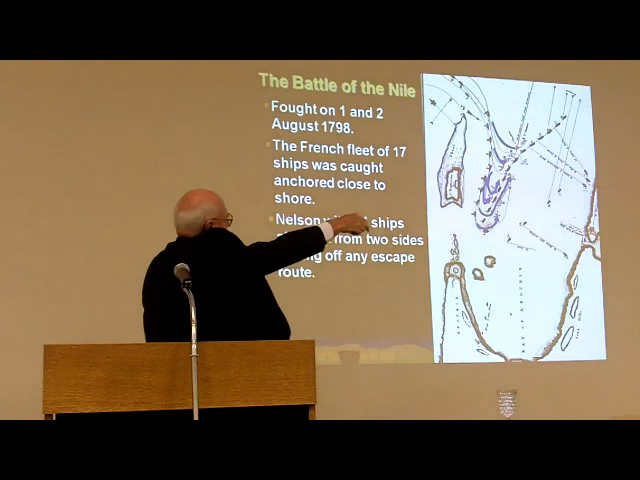 The Battle of the Nile
Fought on 1 and 2
August 1798.
The French fleet of 17
ships was caught
anchored close to
shore.
Nelson ships
from two sides
off any escape
route.